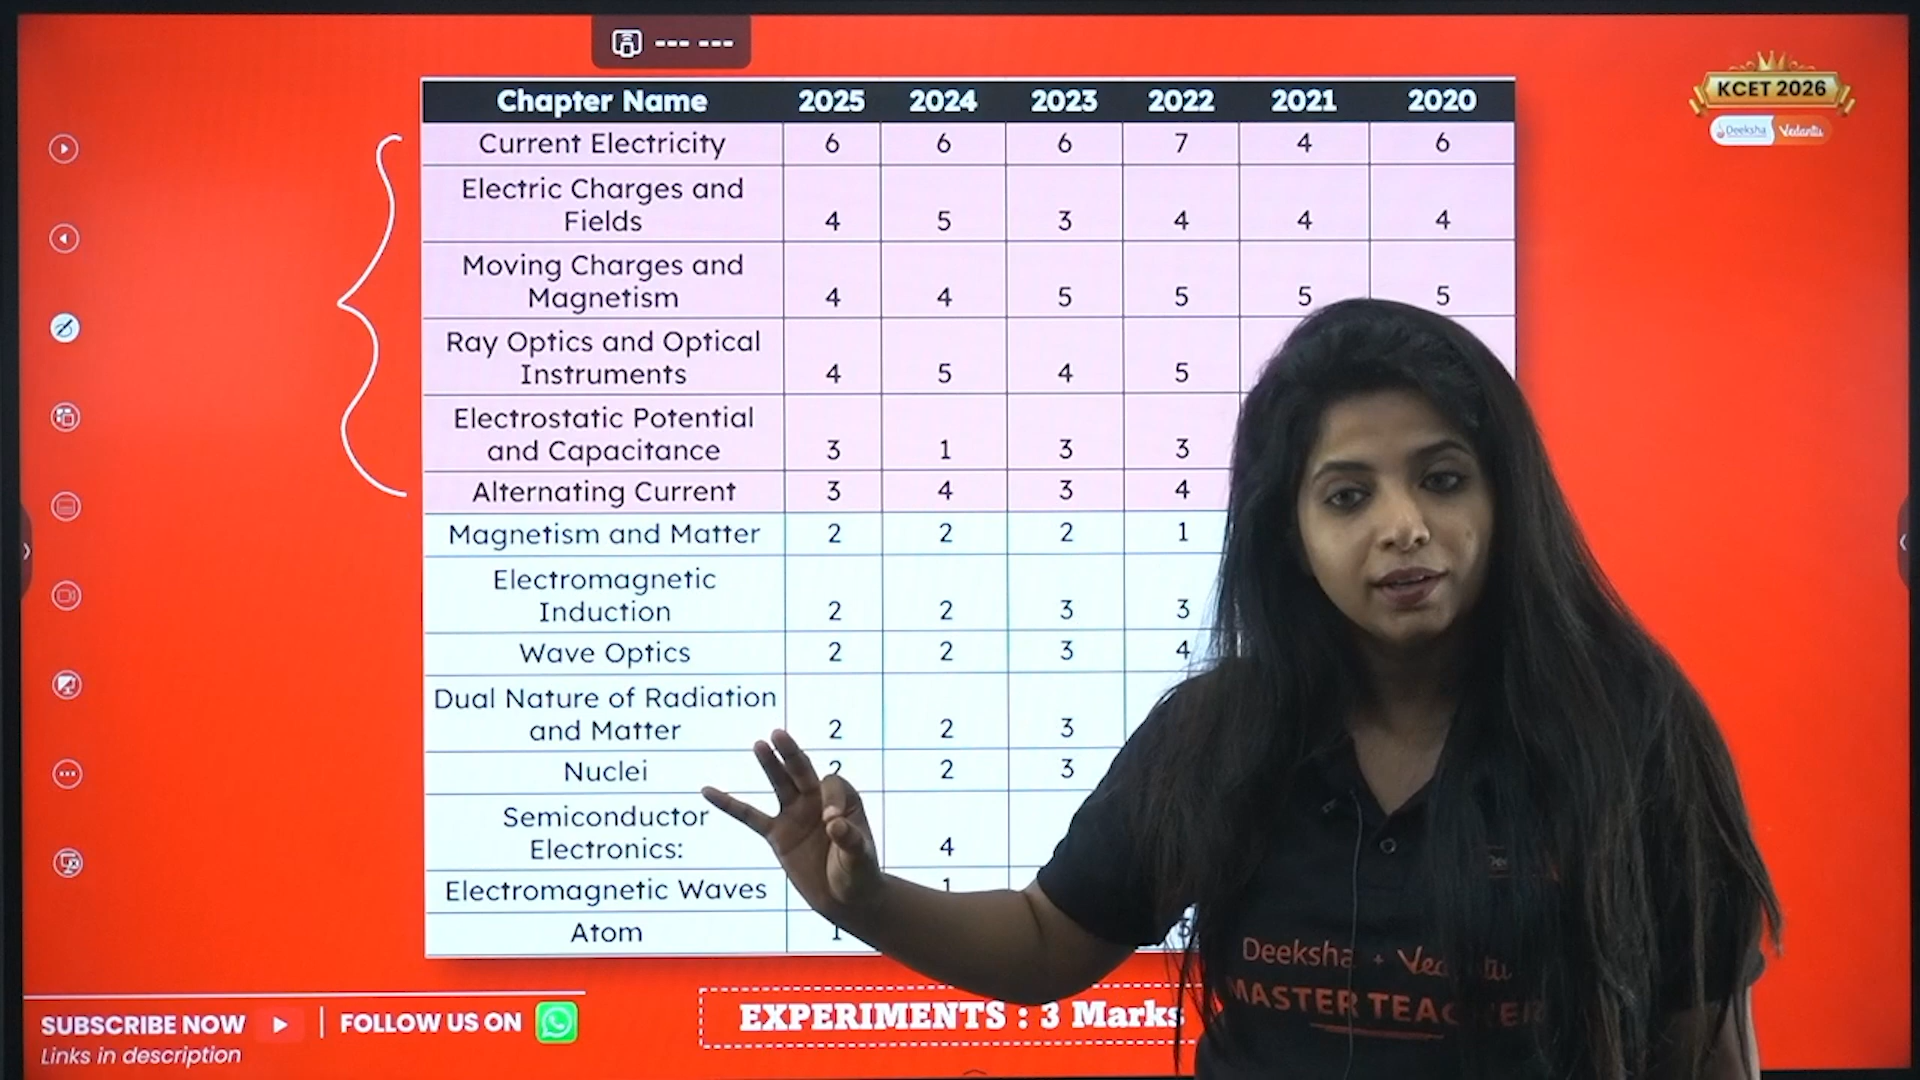 --- ---
KCET 2026
Deeksha Vedantu
Chapter Name 2025 2024 2023 2022 2021 2020
Current Electricity 6 6 6 7 4 6
Electric Charges and
Fields 4 5 3 4 4 4
Moving Charges and
Magnetism 4 4 5 5 5 5
Ray Optics and Optical
Instruments 4 5 4 5
Electrostatic Potential
and Capacitance 3 1 3 3
Alternating Current 3 4 3 4
Magnetism and Matter 2 2 2 1
Electromagnetic
Induction 2 2 3 3
Wave Optics 2 2 3 4
Dual Nature of Radiation
and Matter 2 2 3
Nuclei 2 2 3
Semiconductor
Electronics: 4
Electromagnetic Waves 1
Atom 1 3
EXPERIMENTS : 3 Marks
SUBSCRIBE NOW FOLLOW US ON
Links in description
Deeksha +
MASTER